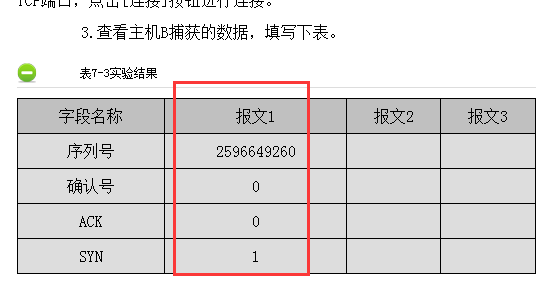 TCP端口，点击[连接]按钮进行连接。
3.查看主机B捕获的数据，填写下表。
表7-3实验结果
字段名称 报文1 报文2 报文3
序列号 2596649260
确认号 0
ACK 0
SYN 1